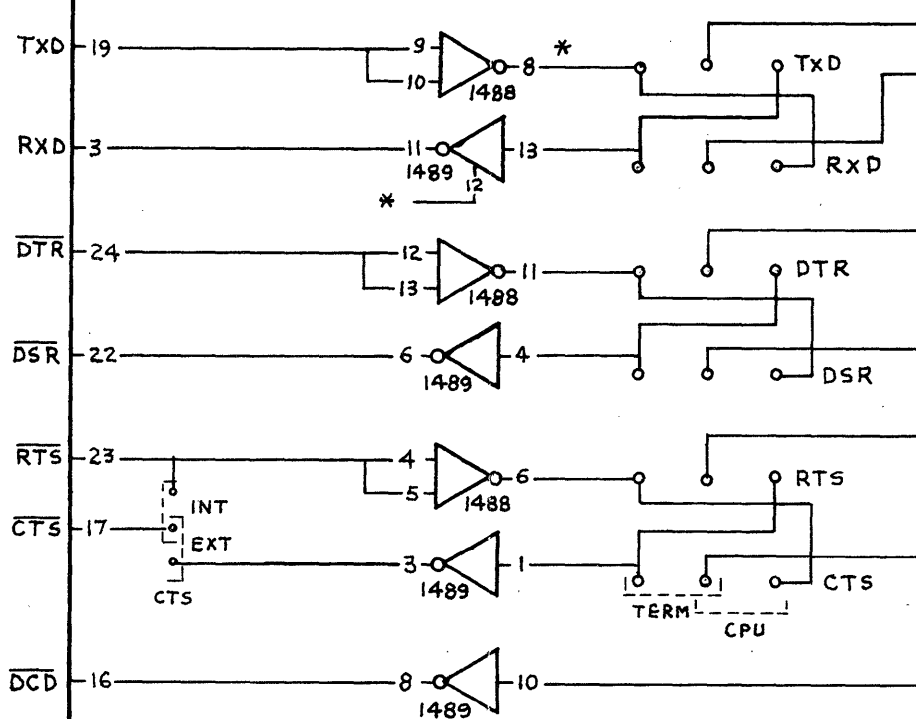 TXD 19 9 8 * TXD
10 1488
RXD 3 11 13 RXD
1489 12
*
DTR 24 12 11 DTR
13 1488
DSR 22 6 4 DSR
1489
RTS 23 4 6 RTS
5 1488
INT
CTS 17
EXT
3 1 CTS
CTS 1489 TERM
CPU
DCD 16 8 10
1489